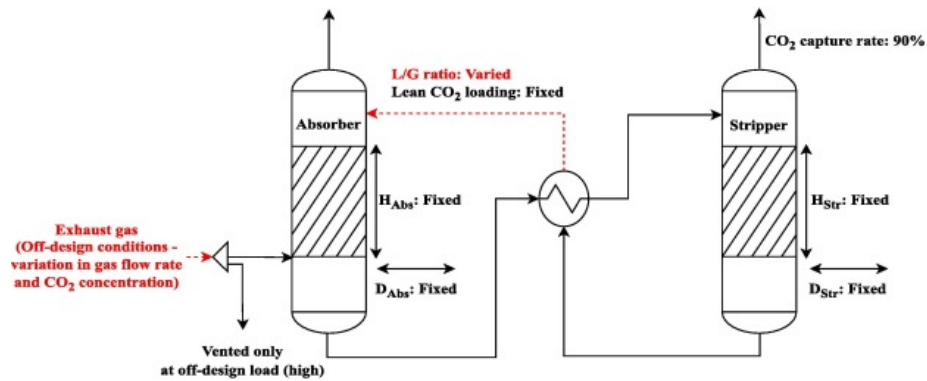 CO2 capture rate: 90%
L/G ratio: Varied
Lean CO2 loading: Fixed
Absorber
Stripper
HAbs: Fixed
HStr: Fixed
Exhaust gas
(Off-design conditions -
variation in gas flow rate
and CO2 concentration)
DAbs: Fixed
DStr: Fixed
Vented only
at off-design load (high)